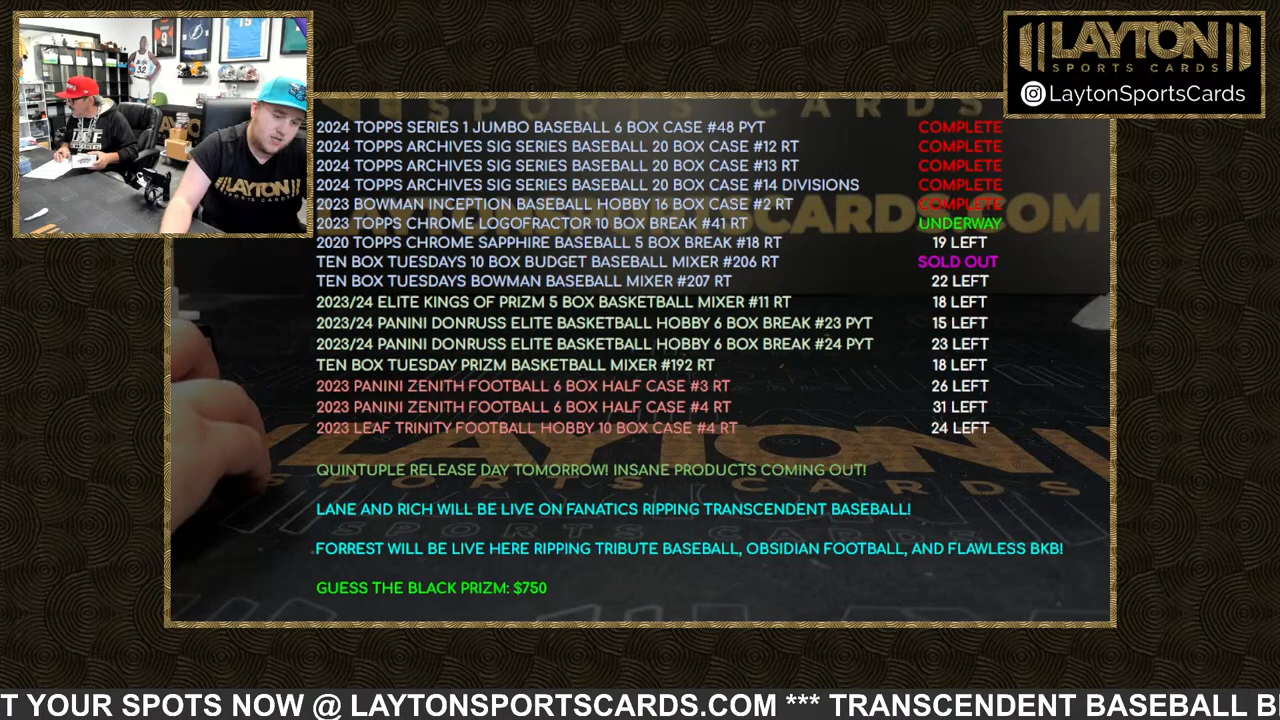 LAYTON
SPORTS CARDS
LaytonSportsCards
2024 TOPPS SERIES 1 JUMBO BASEBALL 6 BOX CASE #48 PYT COMPLETE
2024 TOPPS ARCHIVES SIG SERIES BASEBALL 20 BOX CASE #12 RT COMPLETE
2024 TOPPS ARCHIVES SIG SERIES BASEBALL 20 BOX CASE #13 RT COMPLETE
2024 TOPPS ARCHIVES SIG SERIES BASEBALL 20 BOX CASE #14 DIVISIONS COMPLETE
2023 BOWMAN INCEPTION BASEBALL HOBBY 16 BOX CASE #2 RT COMPLETE
2023 TOPPS CHROME LOGOFRACTOR 10 BOX BREAK #41 RT UNDERWAY
2020 TOPPS CHROME SAPPHIRE BASEBALL 5 BOX BREAK #18 RT 19 LEFT
TEN BOX TUESDAYS 10 BOX BUDGET BASEBALL MIXER #206 RT SOLD OUT
TEN BOX TUESDAYS BOWMAN BASEBALL MIXER #207 RT 22 LEFT
2023/24 ELITE KINGS OF PRIZM 5 BOX BASKETBALL MIXER #11 RT 18 LEFT
2023/24 PANINI DONRUSS ELITE BASKETBALL HOBBY 6 BOX BREAK #23 PYT 15 LEFT
2023/24 PANINI DONRUSS ELITE BASKETBALL HOBBY 6 BOX BREAK #24 PYT 23 LEFT
TEN BOX TUESDAY PRIZM BASKETBALL MIXER #192 RT 18 LEFT
2023 PANINI ZENITH FOOTBALL 6 BOX HALF CASE #3 RT 26 LEFT
2023 PANINI ZENITH FOOTBALL 6 BOX HALF CASE #4 RT 31 LEFT
2023 LEAF TRINITY FOOTBALL HOBBY 10 BOX CASE #4 RT 24 LEFT
QUINTUPLE RELEASE DAY TOMORROW! INSANE PRODUCTS COMING OUT!
LANE AND RICH WILL BE LIVE ON FANATICS RIPPING TRANSCENDENT BASEBALL!
FORREST WILL BE LIVE HERE RIPPING TRIBUTE BASEBALL, OBSIDIAN FOOTBALL, AND FLAWLESS BKB!
GUESS THE BLACK PRIZM: $750
T YOUR SPOTS NOW @ LAYTONSPORTSCARDS.COM *** TRANSCENDENT BASEBALL B